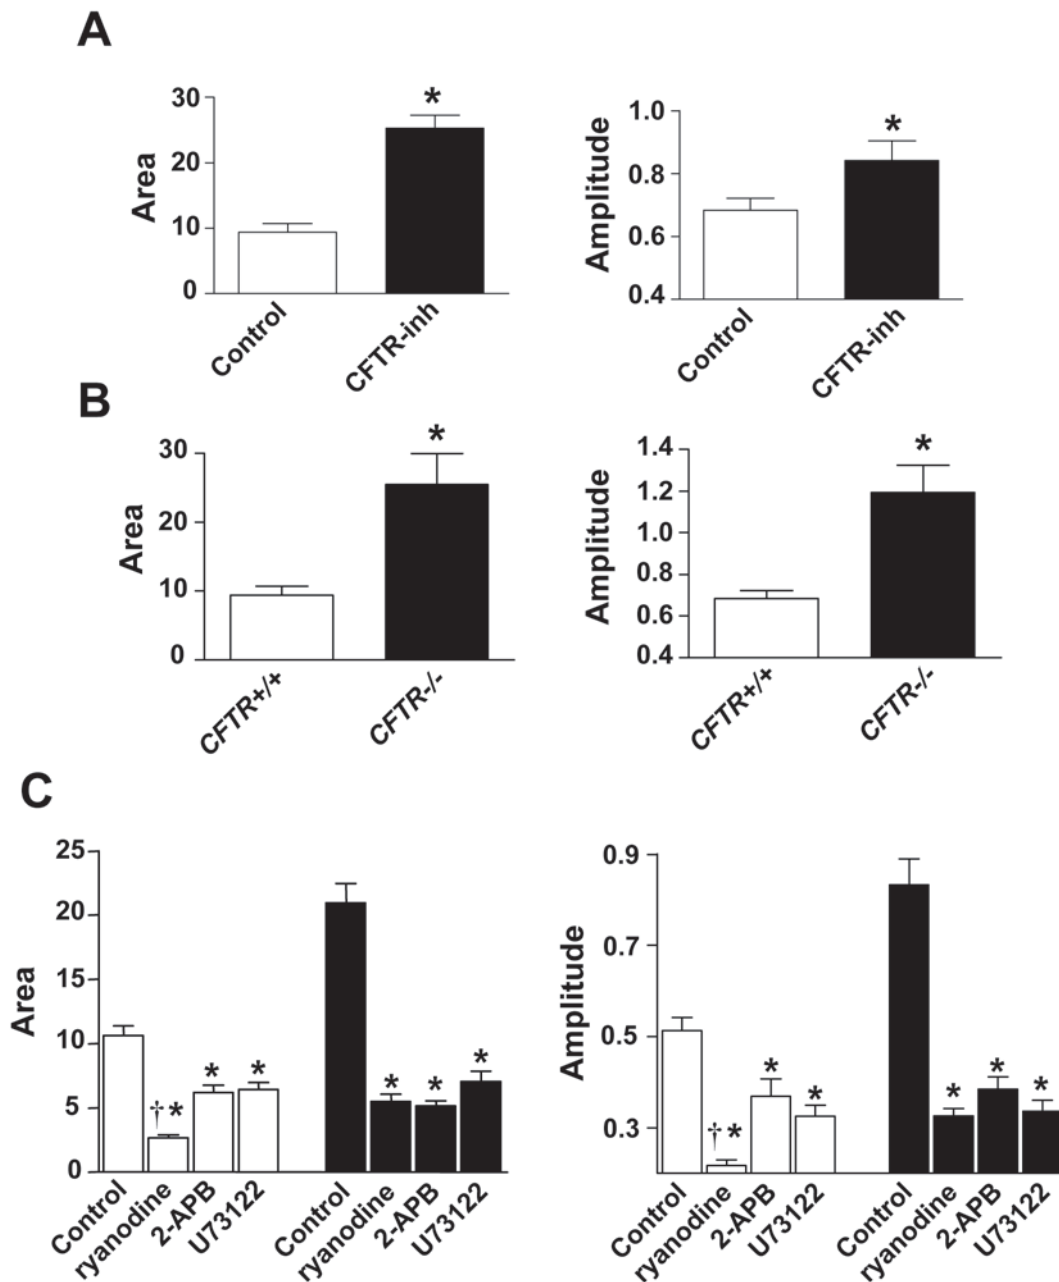 A
Area
30
20
10
0
*
Control
CFTR-inh
Amplitude
1.0
0.8
0.6
0.4
*
Control
CFTR-inh
B
Area
30
20
10
0
*
CFTR+/+
CFTR-/-
Amplitude
1.4
1.2
1.0
0.8
0.6
0.4
*
CFTR+/+
CFTR-/-
C
Area
25
20
15
10
5
0
†*
*
*
*
*
*
Control
ryanodine
2-APB
U73122
Control
ryanodine
2-APB
U73122
Amplitude
0.9
0.7
0.5
0.3
†*
*
*
*
*
*
Control
ryanodine
2-APB
U73122
Control
ryanodine
2-APB
U73122